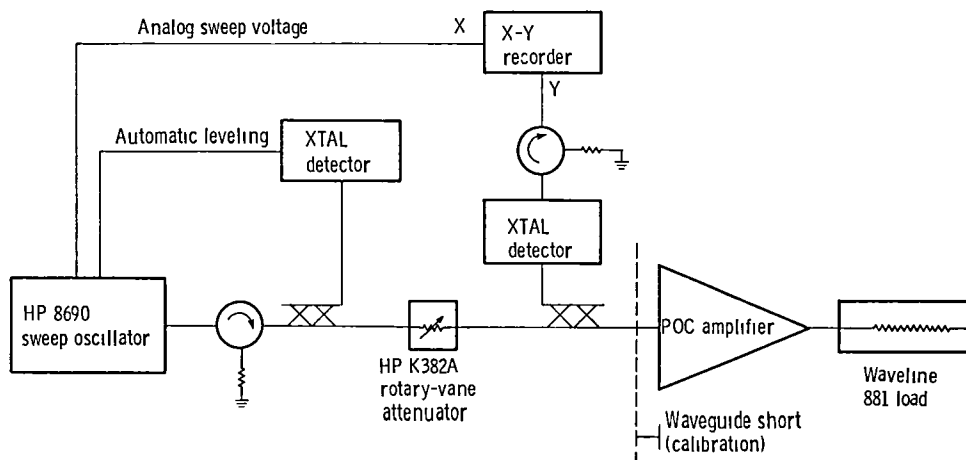 Analog sweep voltage
X
X-Y
recorder
Y
Automatic leveling
XTAL
detector
XTAL
detector
HP 8690
sweep oscillator
HP K382A
rotary-vane
attenuator
POC amplifier
Waveline
881 load
Waveguide short
(calibration)